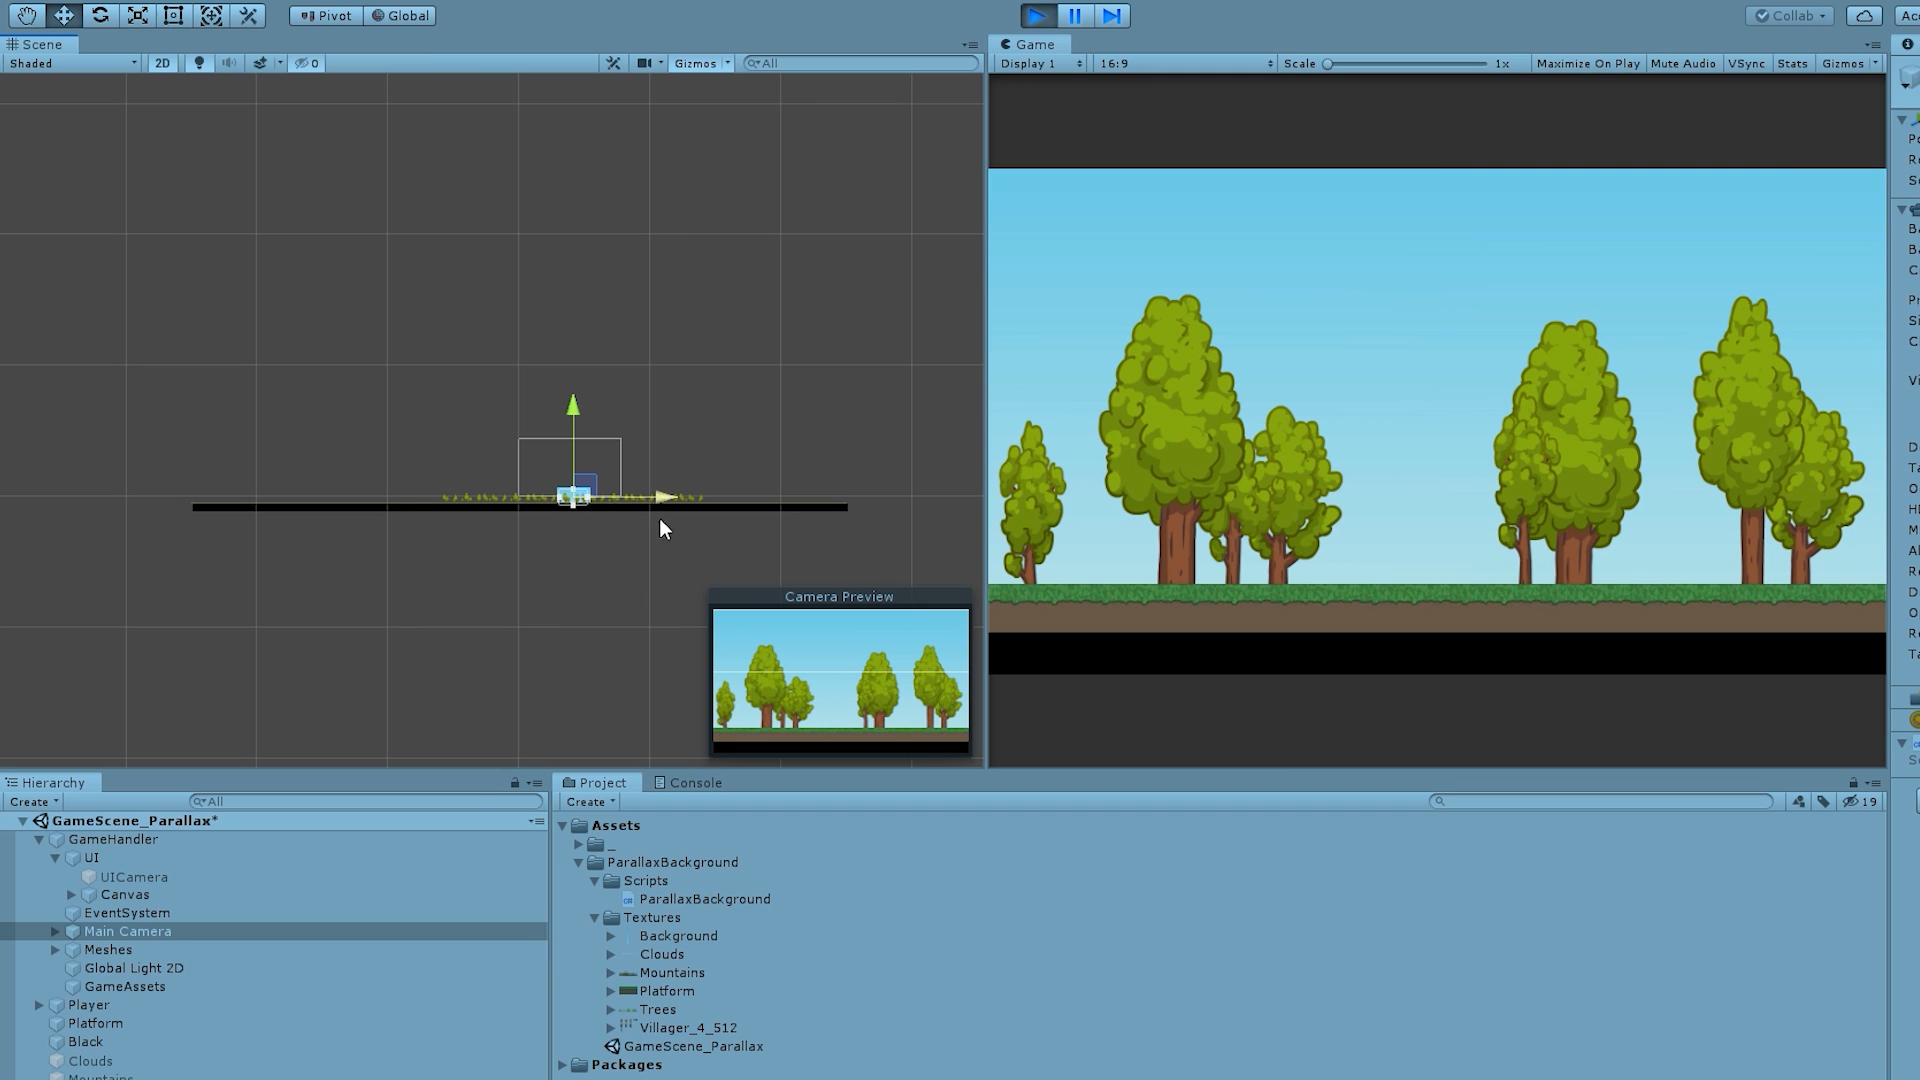 Pivot Global Collab Acc
Scene Game
Shaded 2D 0 Gizmos All Display 1 16:9 Scale 1x Maximize On Play Mute Audio VSync Stats Gizmos
Camera Preview
Hierarchy Project Console
Create All Create 19
GameScene_Parallax*
GameHandler
UI
UICamera
Canvas
EventSystem
Main Camera
Meshes
Global Light 2D
GameAssets
Player
Platform
Black
Clouds
Mountains
Assets
_
ParallaxBackground
Scripts
ParallaxBackground
Textures
Background
Clouds
Mountains
Platform
Trees
Villager_4_512
GameScene_Parallax
Packages